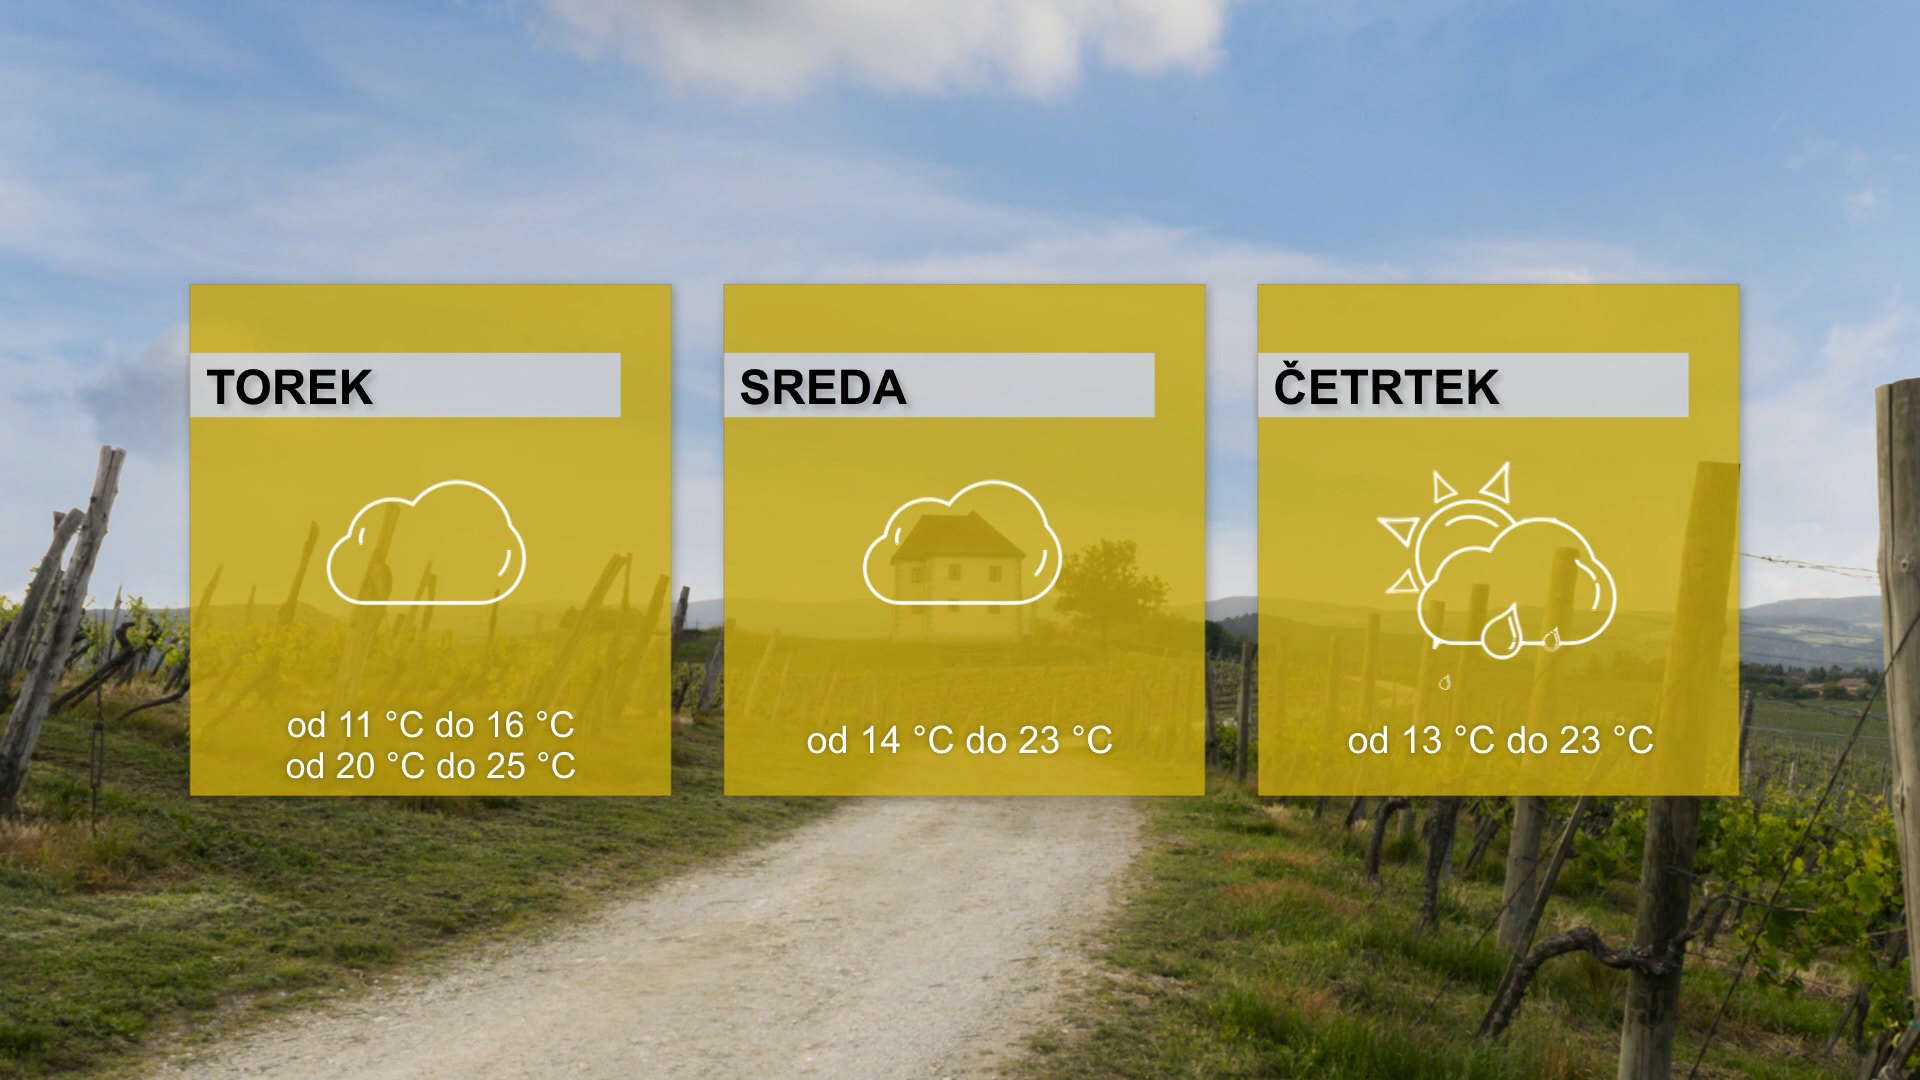 TOREK
od 11 °C do 16 °C
od 20 °C do 25 °C
SREDA
od 14 °C do 23 °C
ČETRTEK
od 13 °C do 23 °C